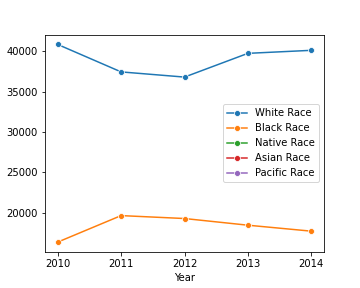 40000
35000
30000
25000
20000
White Race
Black Race
Native Race
Asian Race
Pacific Race
2010 2011 2012 2013 2014
Year